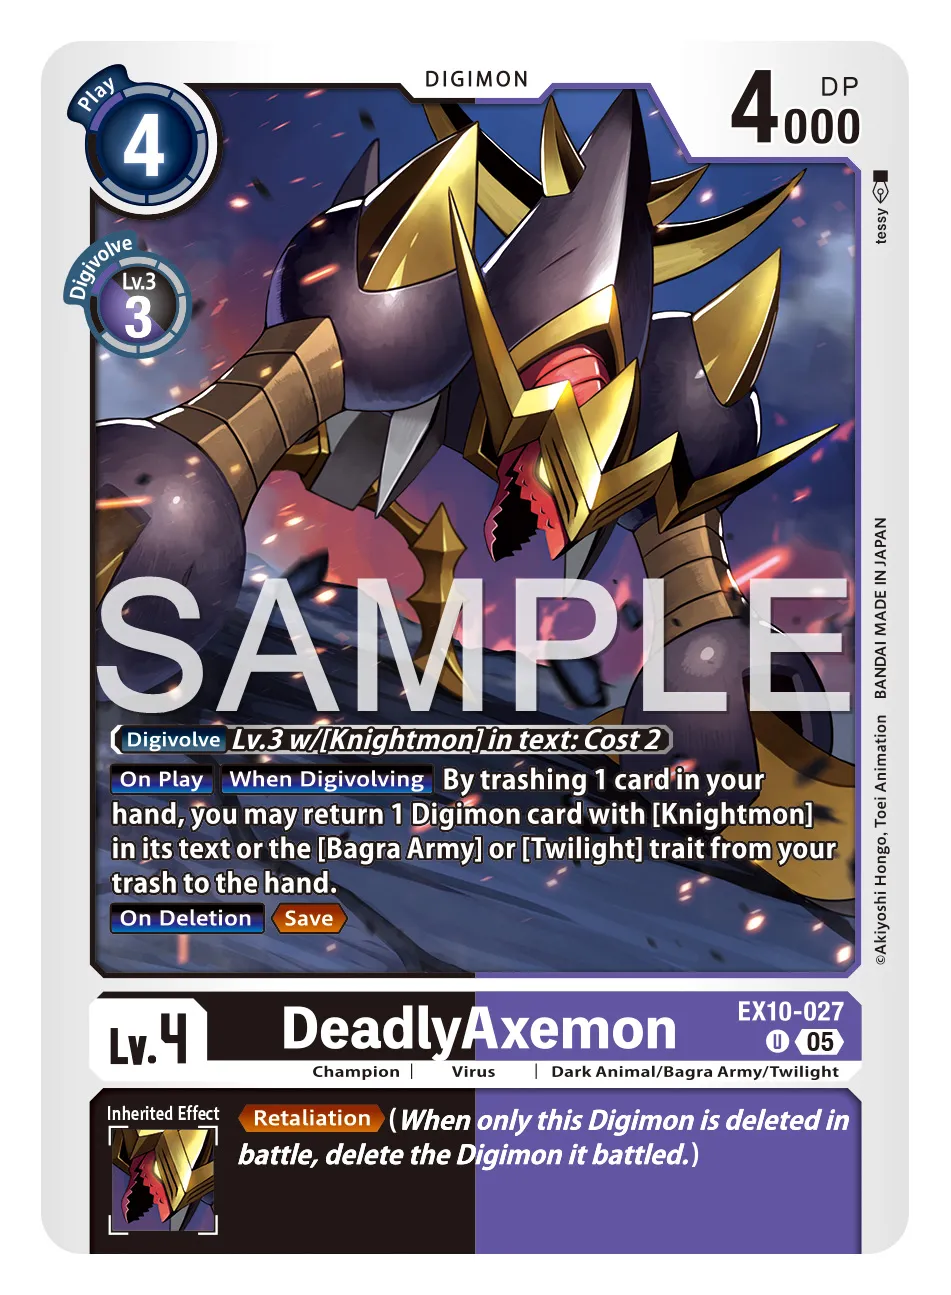 DIGIMON
Play
4
DP
4000
Digivolve
Lv.3
3
tessy
SAMPLE
Digivolve Lv.3 w/[Knightmon] in text: Cost 2
On Play When Digivolving By trashing 1 card in your
hand, you may return 1 Digimon card with [Knightmon]
in its text or the [Bagra Army] or [Twilight] trait from your
trash to the hand.
On Deletion Save
©Akiyoshi Hongo, Toei Animation BANDAI MADE IN JAPAN
Lv.4
DeadlyAxemon
EX10-027
U 05
Champion | Virus | Dark Animal/Bagra Army/Twilight
Inherited Effect
Retaliation (When only this Digimon is deleted in
battle, delete the Digimon it battled.)